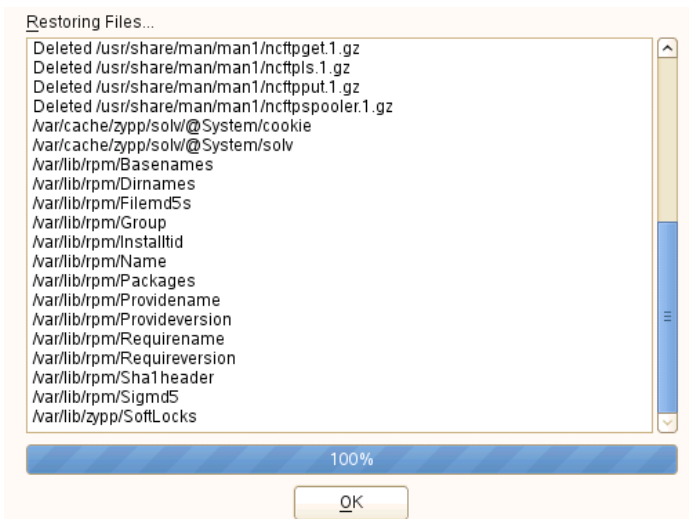 Restoring Files...
Deleted /usr/share/man/man1/ncftpget.1.gz
Deleted /usr/share/man/man1/ncftpls.1.gz
Deleted /usr/share/man/man1/ncftpput.1.gz
Deleted /usr/share/man/man1/ncftpspooler.1.gz
/var/cache/zypp/solv/@System/cookie
/var/cache/zypp/solv/@System/solv
/var/lib/rpm/Basenames
/var/lib/rpm/Dirnames
/var/lib/rpm/Filemd5s
/var/lib/rpm/Group
/var/lib/rpm/Installtid
/var/lib/rpm/Name
/var/lib/rpm/Packages
/var/lib/rpm/Providename
/var/lib/rpm/Provideversion
/var/lib/rpm/Requirename
/var/lib/rpm/Requireversion
/var/lib/rpm/Sha1header
/var/lib/rpm/Sigmd5
/var/lib/zypp/SoftLocks
100%
OK